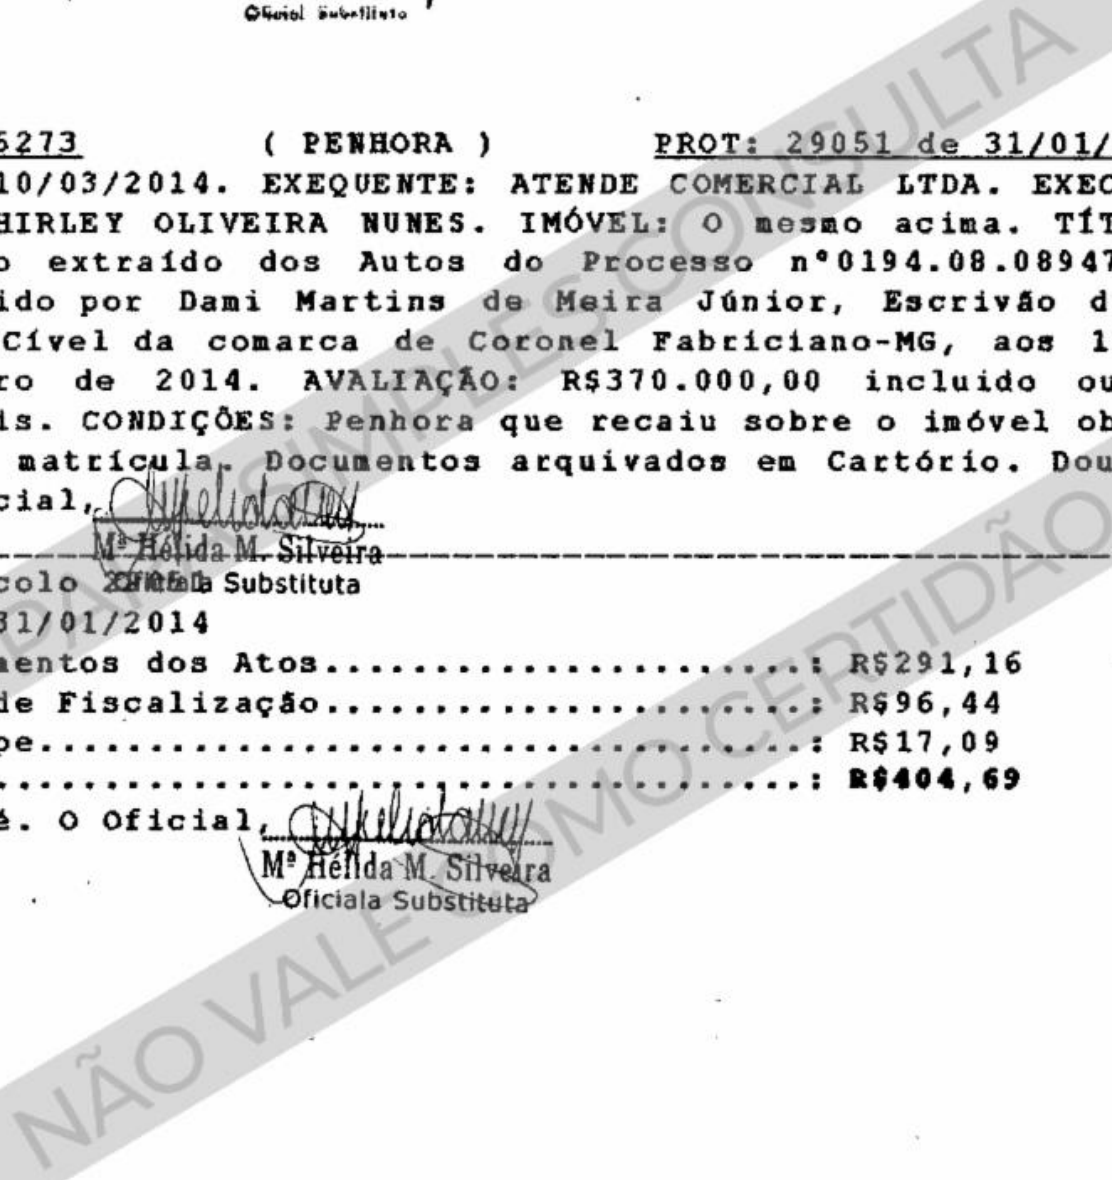 Oficial Substituto
5273 ( PENHORA ) PROT: 29051 de 31/01/
10/03/2014. EXEQUENTE: ATENDE COMERCIAL LTDA. EXEC
HIRLEY OLIVEIRA NUNES. IMÓVEL: O mesmo acima. TÍT
o extraído dos Autos do Processo nº0194.08.08947
ido por Dami Martins de Meira Júnior, Escrivão d
Cível da comarca de Coronel Fabriciano-MG, aos 1
ro de 2014. AVALIAÇÃO: R$370.000,00 incluido ou
is. CONDIÇÕES: Penhora que recaiu sobre o imóvel ob
matrícula. Documentos arquivados em Cartório. Dou
cial,
Mª Hélida M. Silveira
colo
Oficiala Substituta
31/01/2014
mentos dos Atos.......................: R$291,16
de Fiscalização.......................: R$96,44
pe....................................: R$17,09
......................................: R$404,69
é. O Oficial,
Mª Hélida M. Silveira
Oficiala Substituta
PARA SIMPLES CONSULTA
NÃO VALE COMO CERTIDÃO